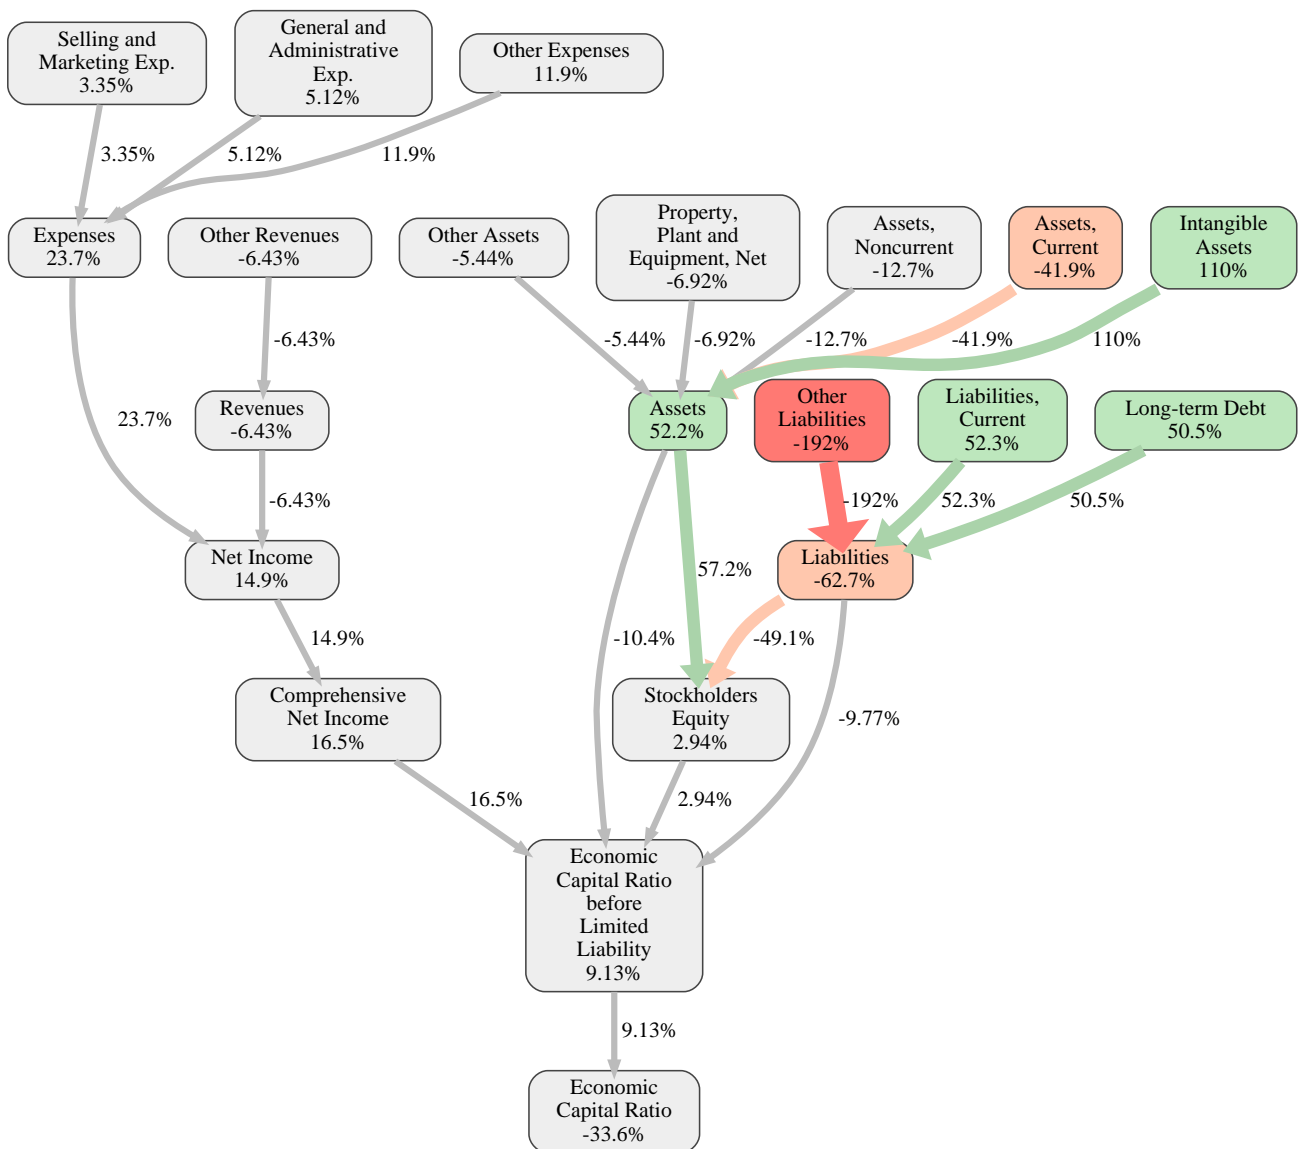 Selling and
Marketing Exp.
3.35%
General and
Administrative
Exp.
5.12%
Other Expenses
11.9%
3.35%
5.12%
11.9%
Expenses
23.7%
Other Revenues
-6.43%
Other Assets
-5.44%
Property,
Plant and
Equipment, Net
-6.92%
Assets,
Noncurrent
-12.7%
Assets,
Current
-41.9%
Intangible
Assets
110%
-6.43%
-5.44%
-6.92%
-12.7%
-41.9%
110%
23.7%
Revenues
-6.43%
Assets
52.2%
Other
Liabilities
-192%
Liabilities,
Current
52.3%
Long-term Debt
50.5%
-6.43%
-192%
52.3%
50.5%
Net Income
14.9%
57.2%
Liabilities
-62.7%
14.9%
-10.4%
-49.1%
Comprehensive
Net Income
16.5%
Stockholders
Equity
2.94%
-9.77%
16.5%
2.94%
Economic
Capital Ratio
before
Limited
Liability
9.13%
9.13%
Economic
Capital Ratio
-33.6%